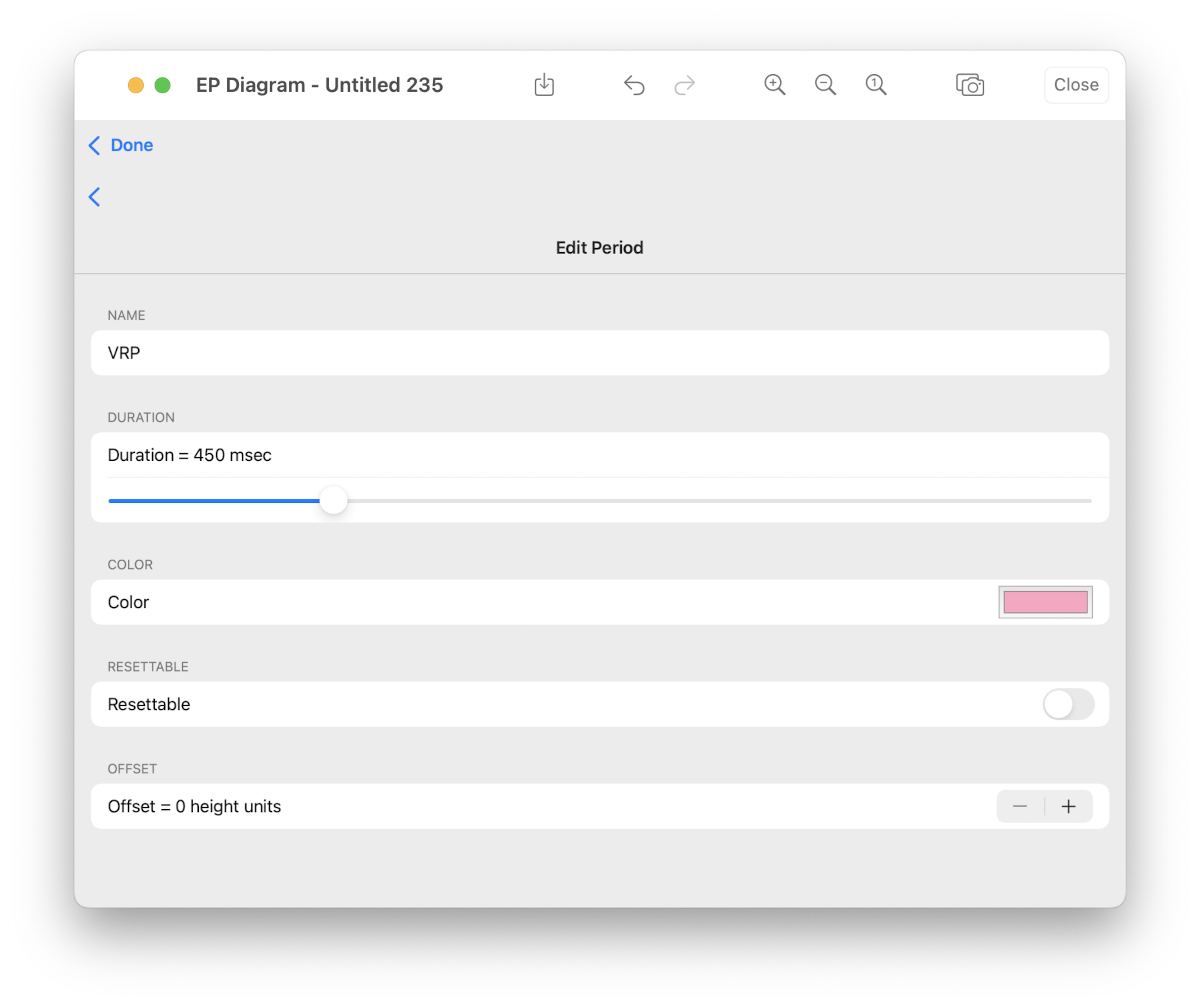 EP Diagram - Untitled 235
1
Close
Done
Edit Period
NAME
VRP
DURATION
Duration = 450 msec
COLOR
Color
RESETTABLE
Resettable
OFFSET
Offset = 0 height units